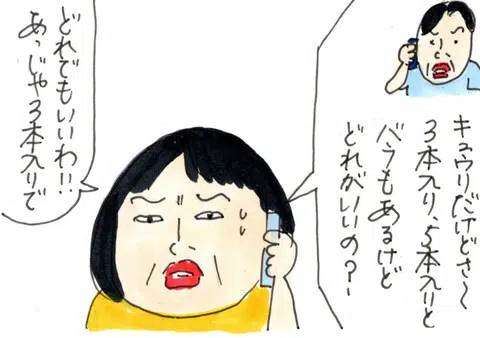 キュウリだけどさ〜
3本入り、5本入りと
バラもあるけど
どれがいいの?
どれでもいいわ!!
あっじゃ3本入りで